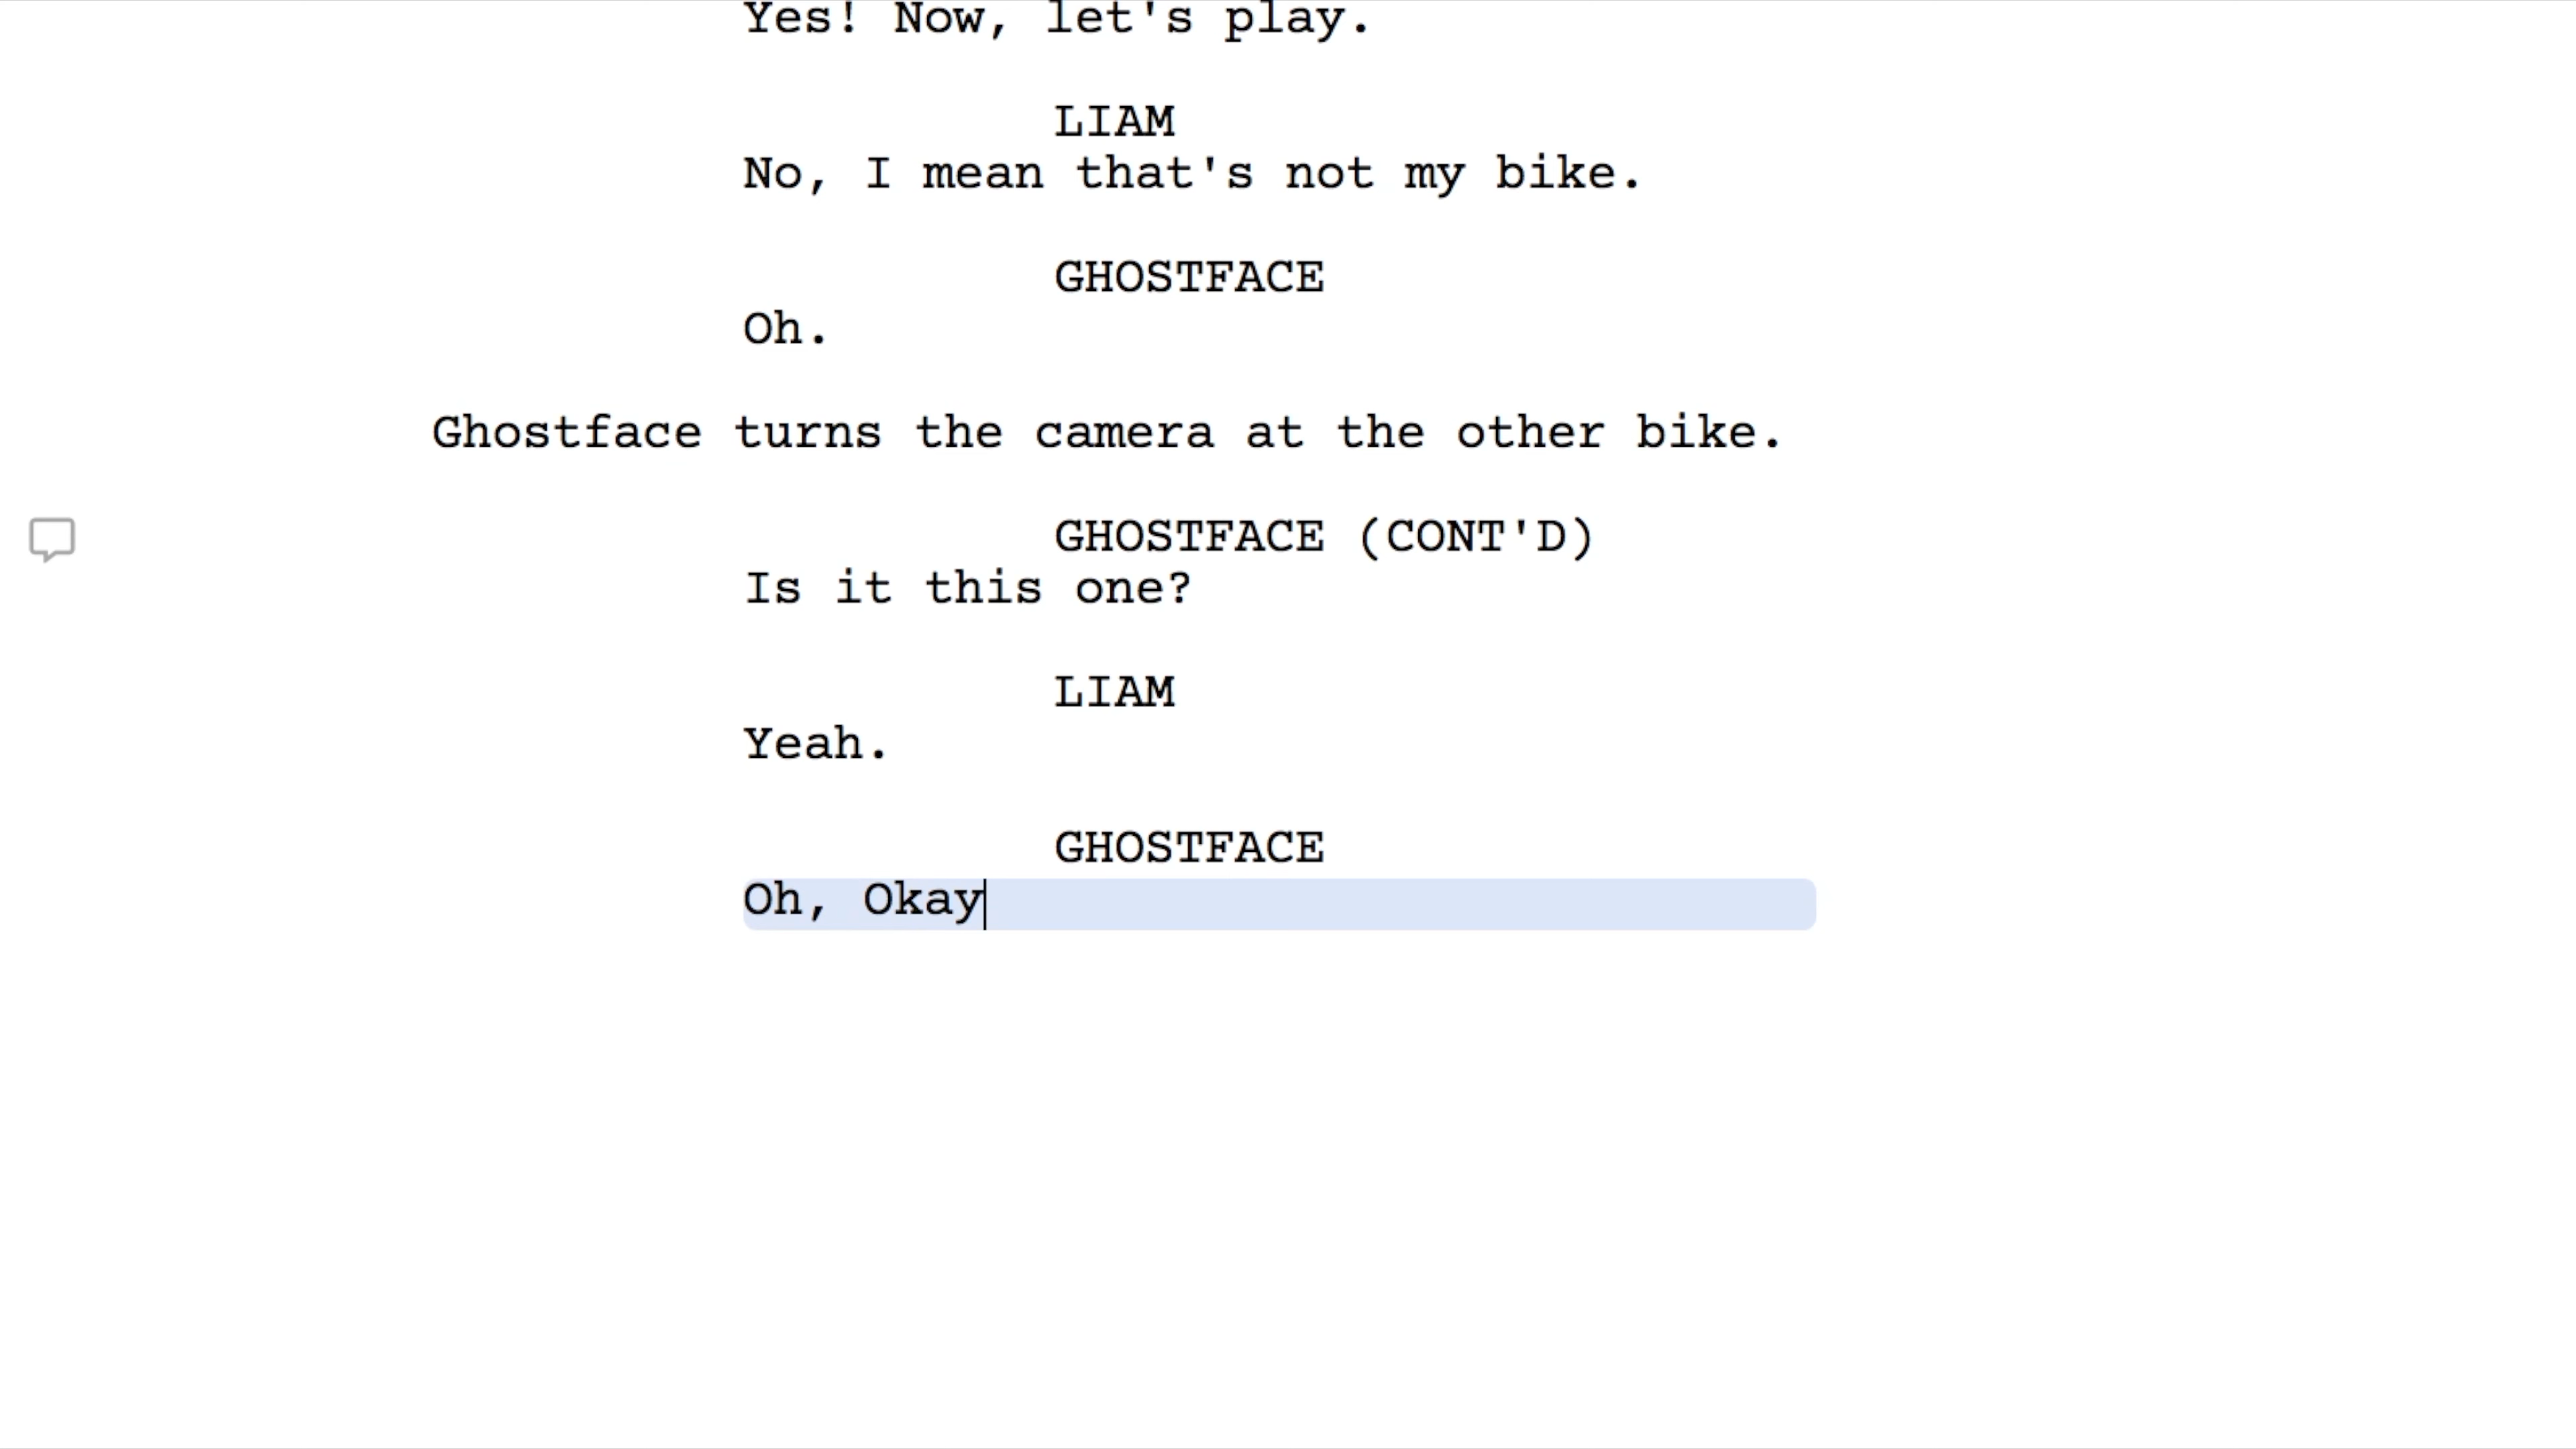 Yes! Now, let's play.
LIAM
No, I mean that's not my bike.
GHOSTFACE
Oh.
Ghostface turns the camera at the other bike.
GHOSTFACE (CONT'D)
Is it this one?
LIAM
Yeah.
GHOSTFACE
Oh, Okay